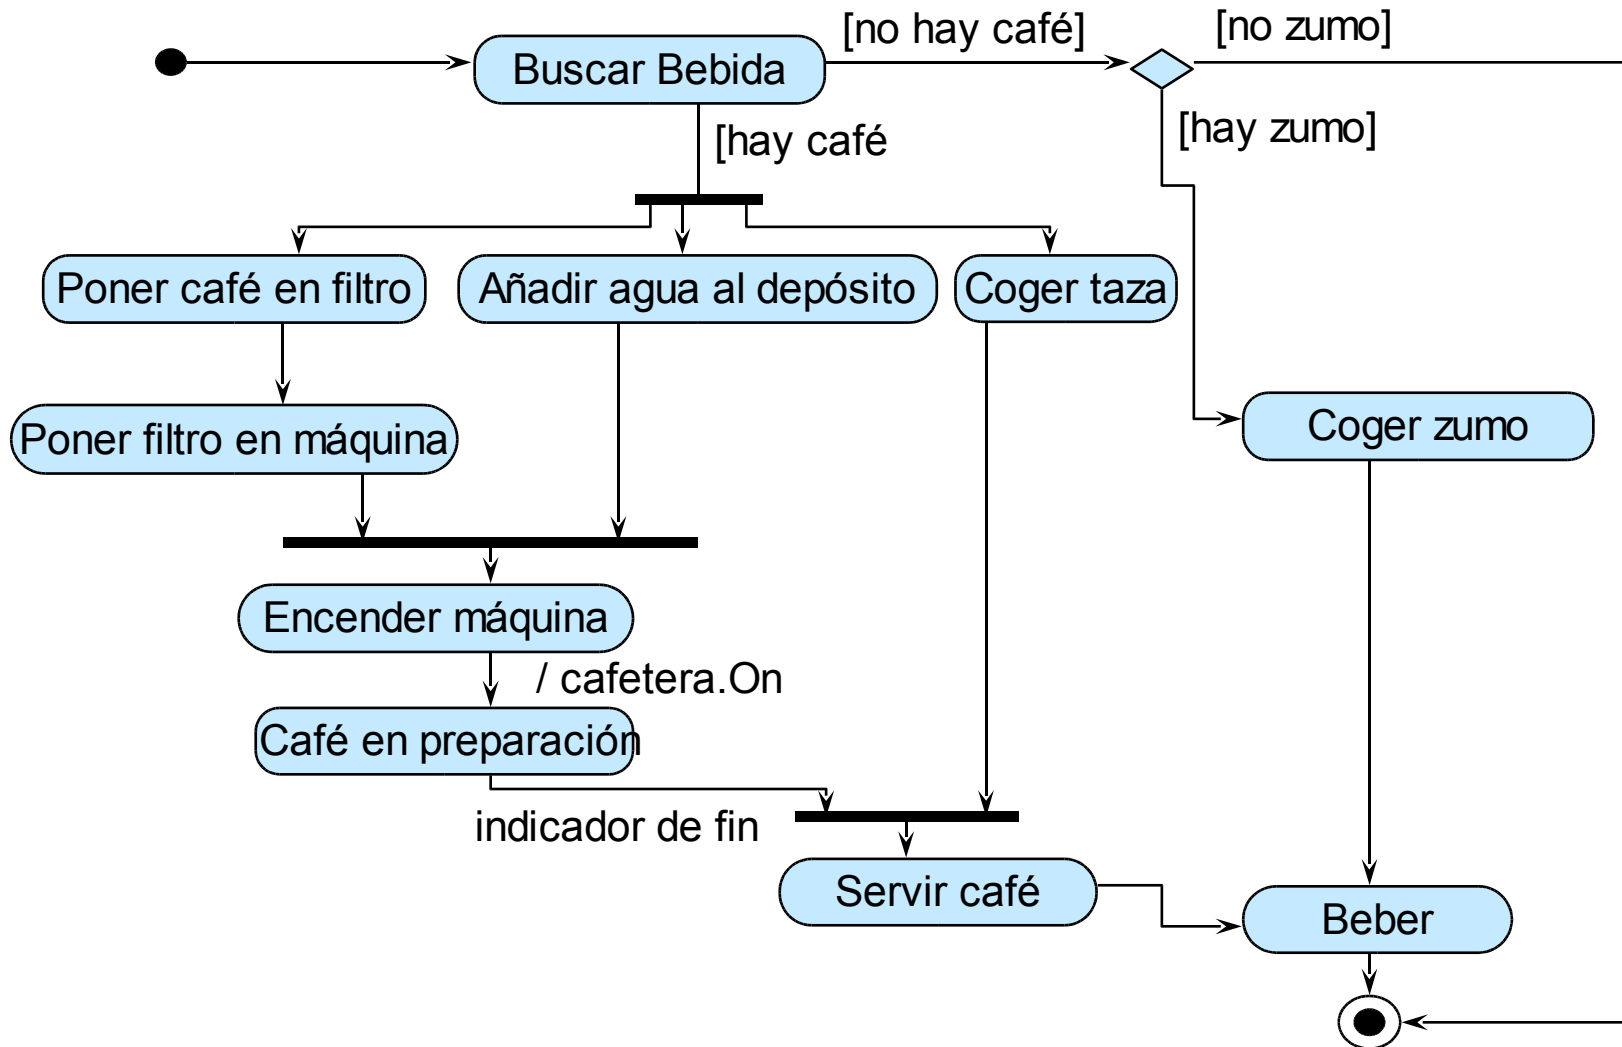 [no hay café]
[no zumo]
Buscar Bebida
[hay café
[hay zumo]
Poner café en filtro
Añadir agua al depósito
Coger taza
Poner filtro en máquina
Coger zumo
Encender máquina
/ cafetera.On
Café en preparación
indicador de fin
Servir café
Beber